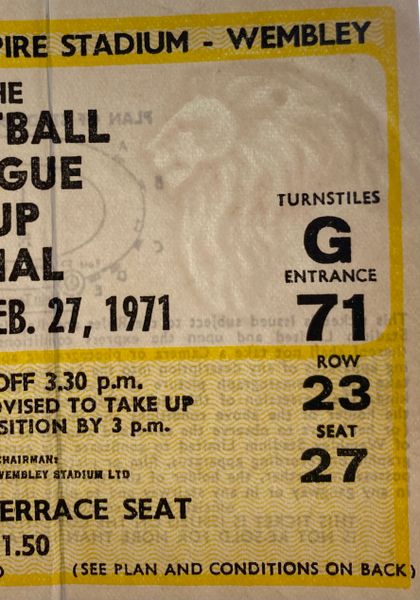 PIRE STADIUM - WEMBLEY
HE
TBALL
GUE
UP
NAL
EB. 27, 1971
TURNSTILES
G
ENTRANCE
71
ROW
23
SEAT
27
OFF 3.30 p.m.
DVISED TO TAKE UP
SITION BY 3 p.m.
CHAIRMAN:
WEMBLEY STADIUM LTD
ERRACE SEAT
1.50
(SEE PLAN AND CONDITIONS ON BACK)